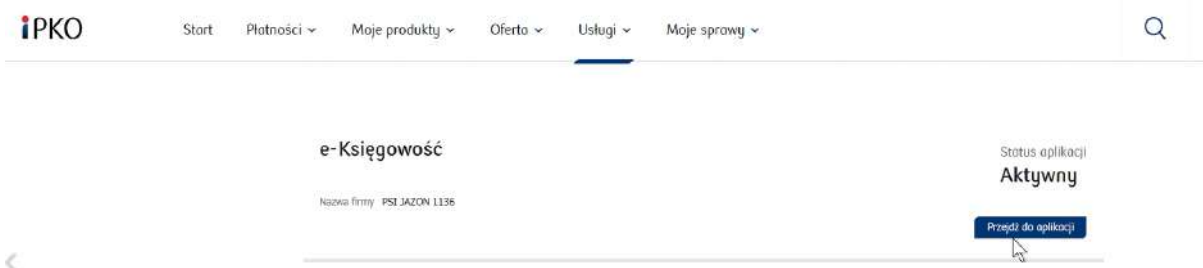 iPKO Start Płatności Moje produkty Oferta Usługi Moje sprawy
e-Księgowość
Status aplikacji
Aktywny
Nazwa firmy PSI JAZON 1136
Przejdź do aplikacji